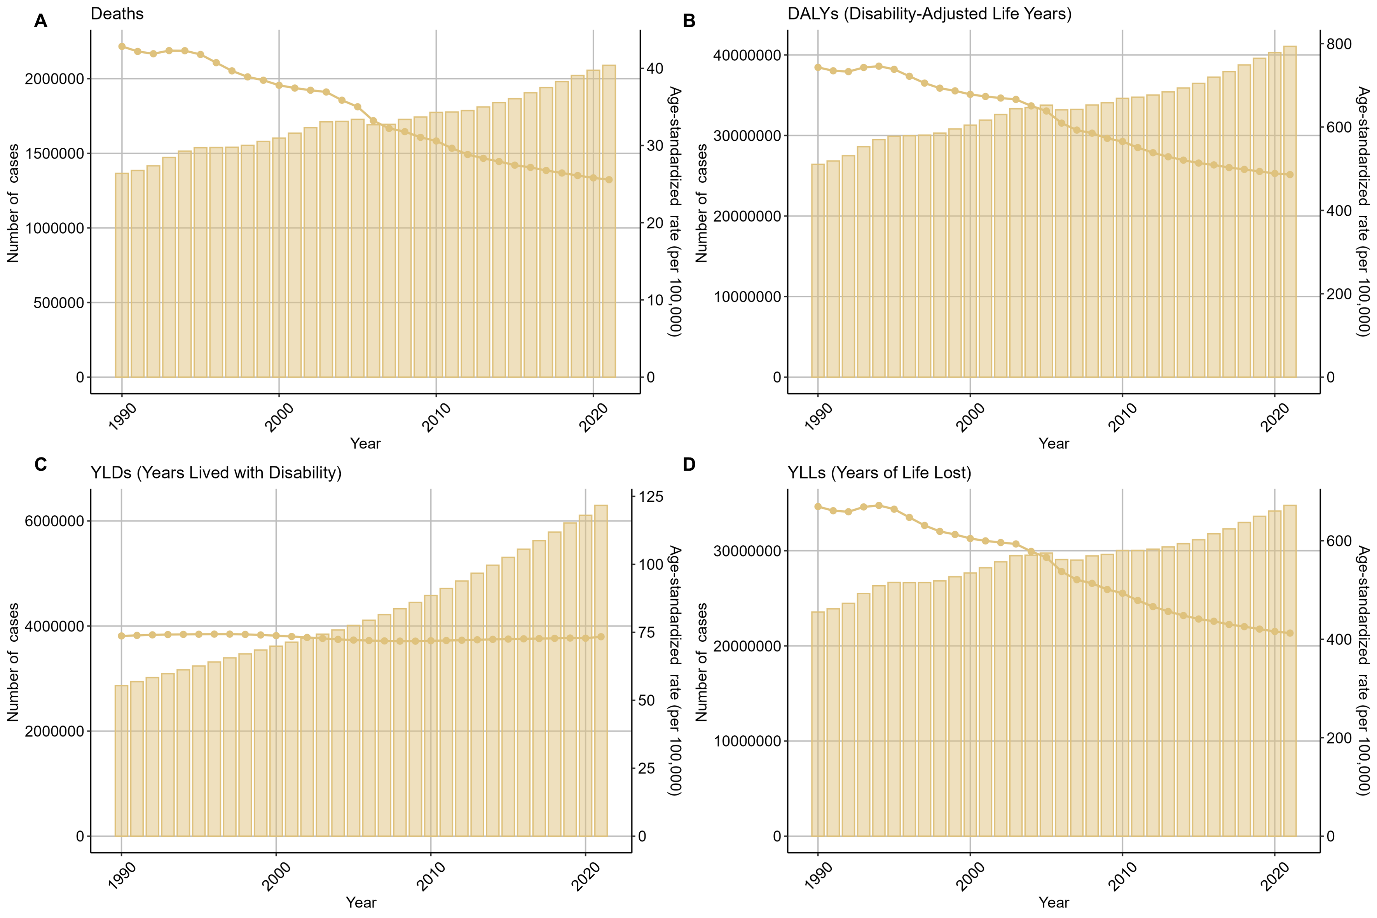 A
Deaths
2000000
1500000
1000000
500000
0
Number of cases
40
30
20
10
0
Age-standardized rate (per 100,000)
1990
2000
2010
2020
Year
B
DALYs (Disability-Adjusted Life Years)
40000000
30000000
20000000
10000000
0
Number of cases
800
600
400
200
0
Age-standardized rate (per 100,000)
1990
2000
2010
2020
Year
C
YLDs (Years Lived with Disability)
6000000
4000000
2000000
0
Number of cases
125
100
75
50
25
0
Age-standardized rate (per 100,000)
1990
2000
2010
2020
Year
D
YLLs (Years of Life Lost)
30000000
20000000
10000000
0
Number of cases
600
400
200
0
Age-standardized rate (per 100,000)
1990
2000
2010
2020
Year